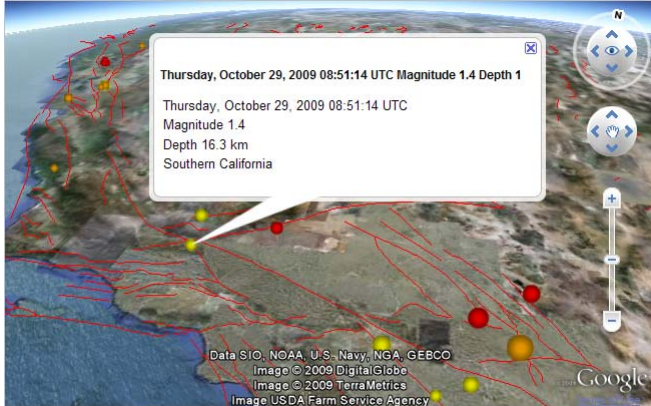 N
Thursday, October 29, 2009 08:51:14 UTC Magnitude 1.4 Depth 1
Thursday, October 29, 2009 08:51:14 UTC
Magnitude 1.4
Depth 16.3 km
Southern California
Data SIO, NOAA, U.S. Navy, NGA, GEBCO
Image © 2009 DigitalGlobe
Image © 2009 TerraMetrics
Image USDA Farm Service Agency
Google